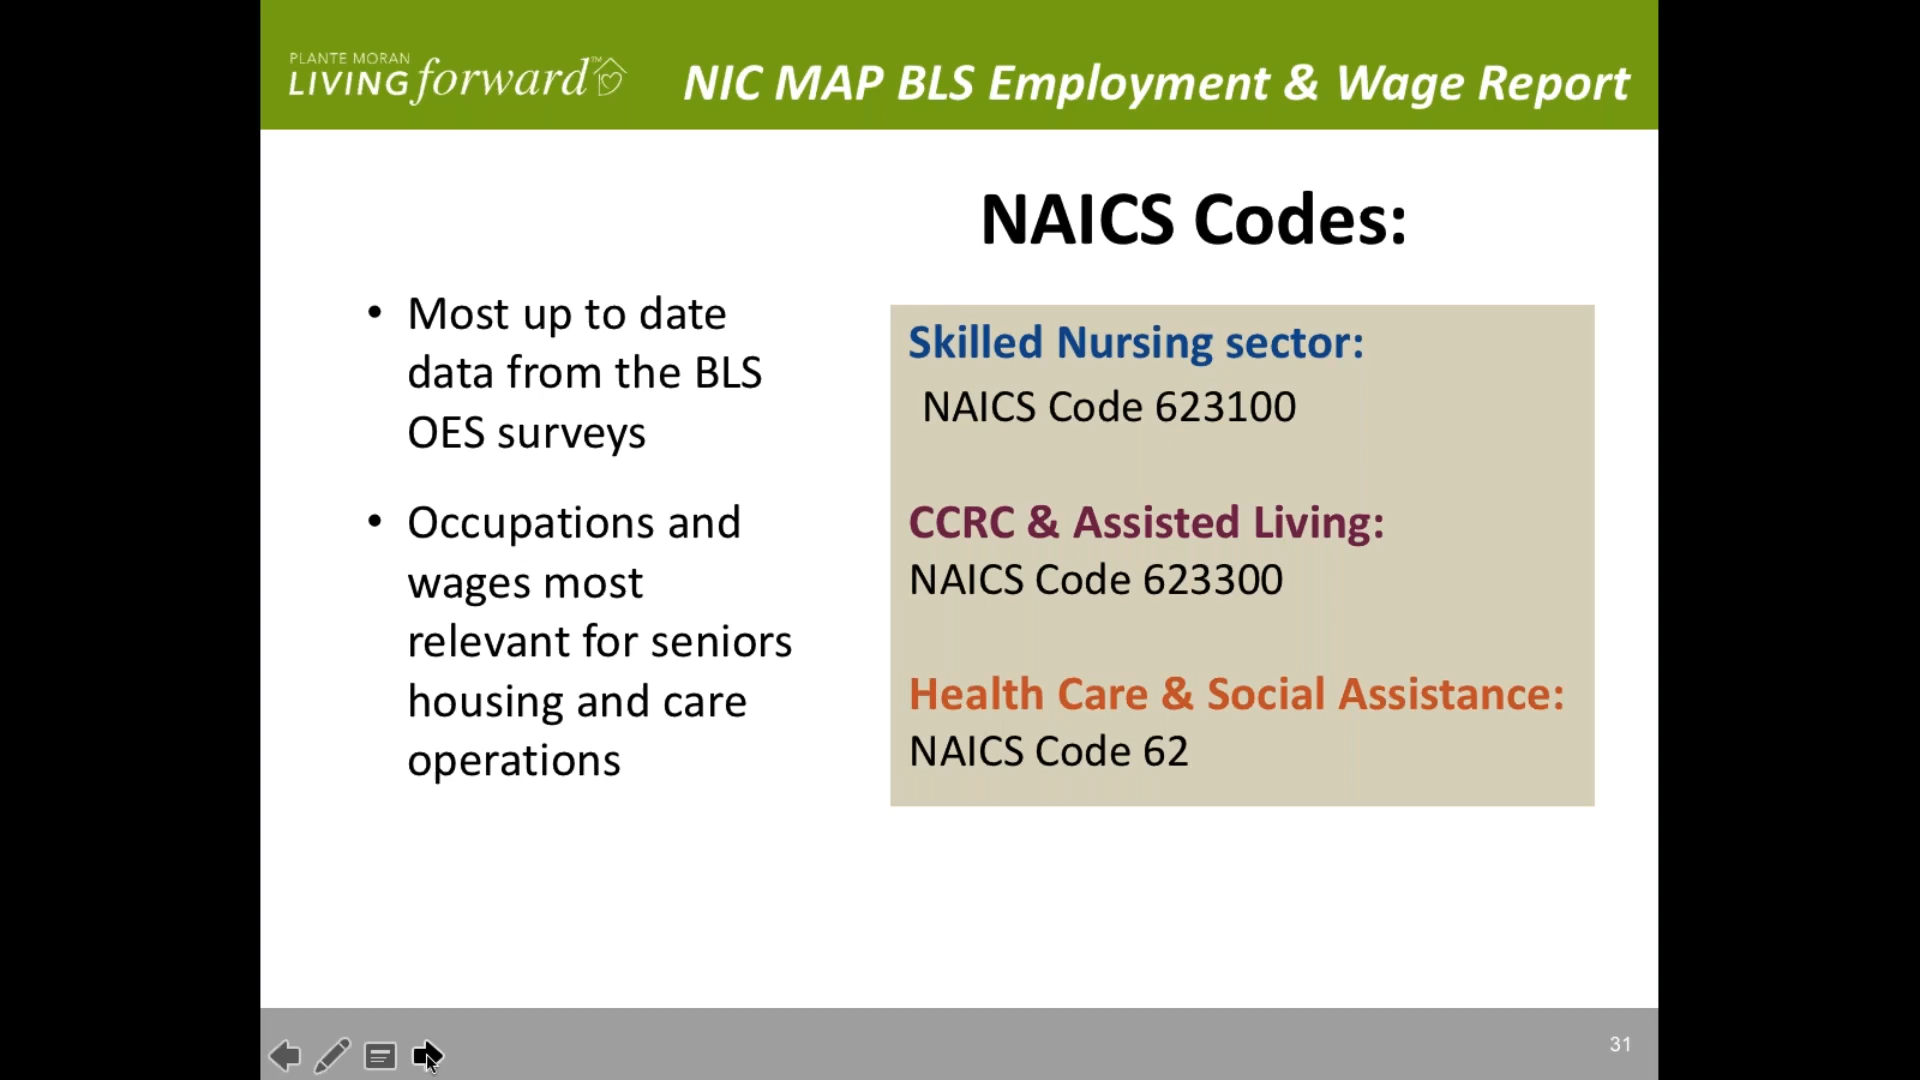 PLANTE MORAN
LIVING forward™
NIC MAP BLS Employment & Wage Report
NAICS Codes:
• Most up to date
data from the BLS
OES surveys
• Occupations and
wages most
relevant for seniors
housing and care
operations
Skilled Nursing sector:
NAICS Code 623100
CCRC & Assisted Living:
NAICS Code 623300
Health Care & Social Assistance:
NAICS Code 62
31